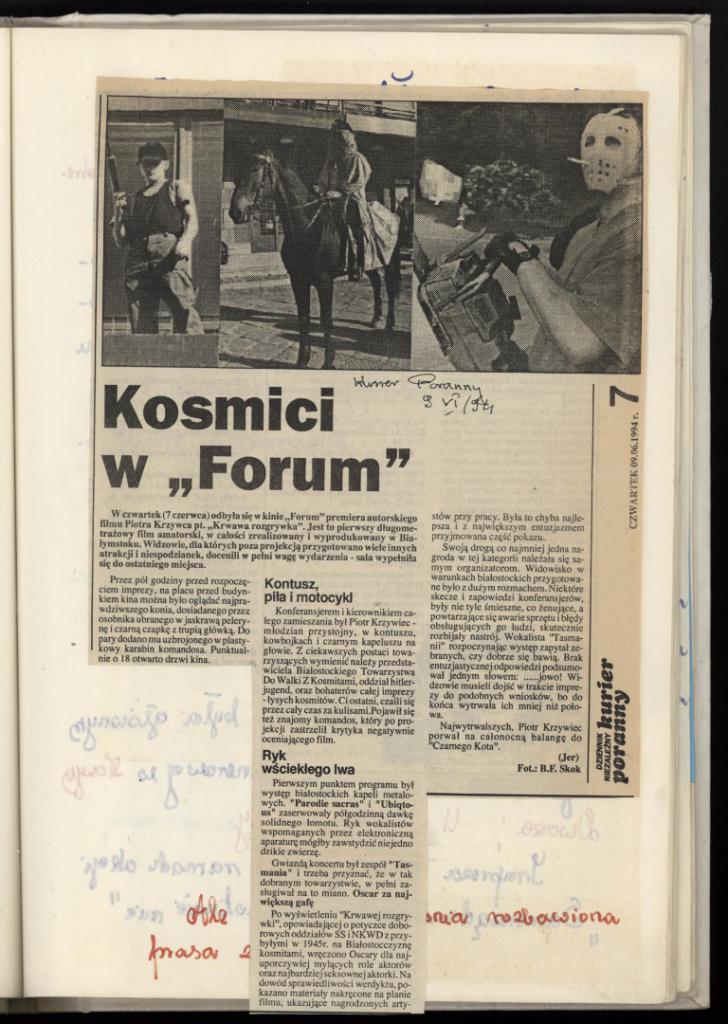 Kurier Poranny
9 VI/94
Kosmici
w „Forum”
W czwartek (7 czerwca) odbyła się w kinie „Forum” premiera autorskiego
filmu Piotra Krzywca pt. „Krwawa rozgrywka”. Jest to pierwszy długome-
trażowy film amatorski, w całości zrealizowany i wyprodukowany w Bia-
łymstoku. Widzowie, dla których poza projekcją przygotowano wiele innych
atrakcji i niespodzianek, docenili w pełni wagę wydarzenia - sala wypełniła
się do ostatniego miejsca.
Przez pół godziny przed rozpoczę-
ciem imprezy, na placu przed budyn-
kiem kina można było oglądać najpra-
wdziwszego konia, dosiadanego przez
osobnika ubranego w jaskrawą pelery-
nę i czarną czapkę z trupią główką. Do
pary dodano mu uzbrojonego w plasty-
kowy karabin komandosa. Punktual-
nie o 18 otwarto drzwi kina.
Kontusz,
piła i motocykl
Konferansjerem i kierownikiem ca-
łego zamieszania był Piotr Krzywiec -
młodzian przystojny, w kontuszu,
kowbojkach i czarnym kapeluszu na
głowie. Z ciekawszych postaci towa-
rzyszących wymienić należy przedsta-
wiciela Białostockiego Towarzystwa
Do Walki Z Kosmitami, oddział hitler-
jugend, oraz bohaterów całej imprezy
- łysych kosmitów. Ci ostatni, czaili się
przez cały czas za kulisami. Pojawił się
też znajomy komandos, który po pro-
jekcji zastrzelił krytyka negatywnie
oceniającego film.
Ryk
wściekłego lwa
Pierwszym punktem programu był
występ białostockich kapeli metalo-
wych. "Parodie sacras" i "Ubiqto-
us" zaserwowały półgodzinną dawkę
solidnego łomotu. Ryk wokalistów
wspomaganych przez elektroniczną
aparaturę mógłby zawstydzić niejedno
dzikie zwierzę.
Gwiazdą koncertu był zespół "Tas-
mania" i trzeba przyznać, że w tak
dobranym towarzystwie, w pełni za-
sługiwał na to miano. Oscar za naj-
większą gafę
Po wyświetleniu "Krwawej rozgry-
wki", opowiadającej o potyczce dobo-
rowych oddziałów SS i NKWD z przy-
byłymi w 1945r. na Białostocczyznę
kosmitami, wręczono Oscary dla naj-
uporczywiej mylących role aktorów
oraz najbardziej seksownej aktorki. Na
dowód sprawiedliwości werdyktu, po-
kazano materiały nakręcone na planie
filmu, ukazujące nagrodzonych arty-
stów przy pracy. Była to chyba najle-
psza i z największym entuzjazmem
przyjmowana część pokazu.
Swoją drogą co najmniej jedna na-
groda w tej kategorii należała się sa-
mym organizatorom. Widowisko w
warunkach białostockich przygotowa-
ne było z dużym rozmachem. Niektóre
skecze i zapowiedzi konferansjerów,
były nie tyle śmieszne, co żenujące, a
powtarzające się awarie sprzętu i błędy
obsługujących go ludzi, skutecznie
rozbijały nastrój. Wokalista "Tasma-
nii" rozpoczynając występ zapytał ze-
branych, czy dobrze się bawią. Brak
entuzjastycznej odpowiedzi podsumo-
wał jednym słowem: ......jowo! Wi-
dzowie musieli dojść w trakcie imprezy
do podobnych wniosków, bo do
końca wytrwała ich mniej niż poło-
wa.
Najwytrwalszych, Piotr Krzywiec
porwał na całonocną balangę do
"Czarnego Kota".
(Jer)
Fot.: B.F. Skok
7
CZWARTEK 09.06.1994 r.
DZIENNIK
NIEZALEŻNY
kurier
poranny
Ale
rozbawiona
prasa